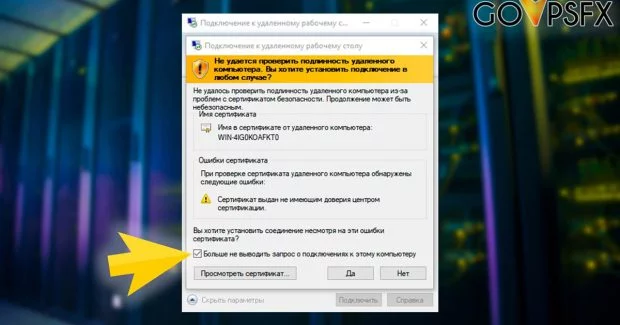 GOVPSFX
Подключение к удаленному рабочему с...
Подключение к удаленному рабочему столу
Не удается проверить подлинность удаленного
компьютера. Вы хотите установить подключение в
любом случае?
Не удалось проверить подлинность удаленного компьютера из-за
проблем с сертификатом безопасности. Продолжение может быть
небезопасным.
Имя сертификата
Имя в сертификате от удаленного компьютера:
WIN-4IG0KOAFKT0
Ошибки сертификата
При проверке сертификата удаленного компьютера обнаружены
следующие ошибки:
Сертификат выдан не имеющим доверия центром
сертификации.
Вы хотите установить соединение несмотря на эти ошибки
сертификата?
Больше не выводить запрос о подключениях к этому компьютеру
Просмотреть сертификат... Да Нет
Скрыть параметры Подключить Справка